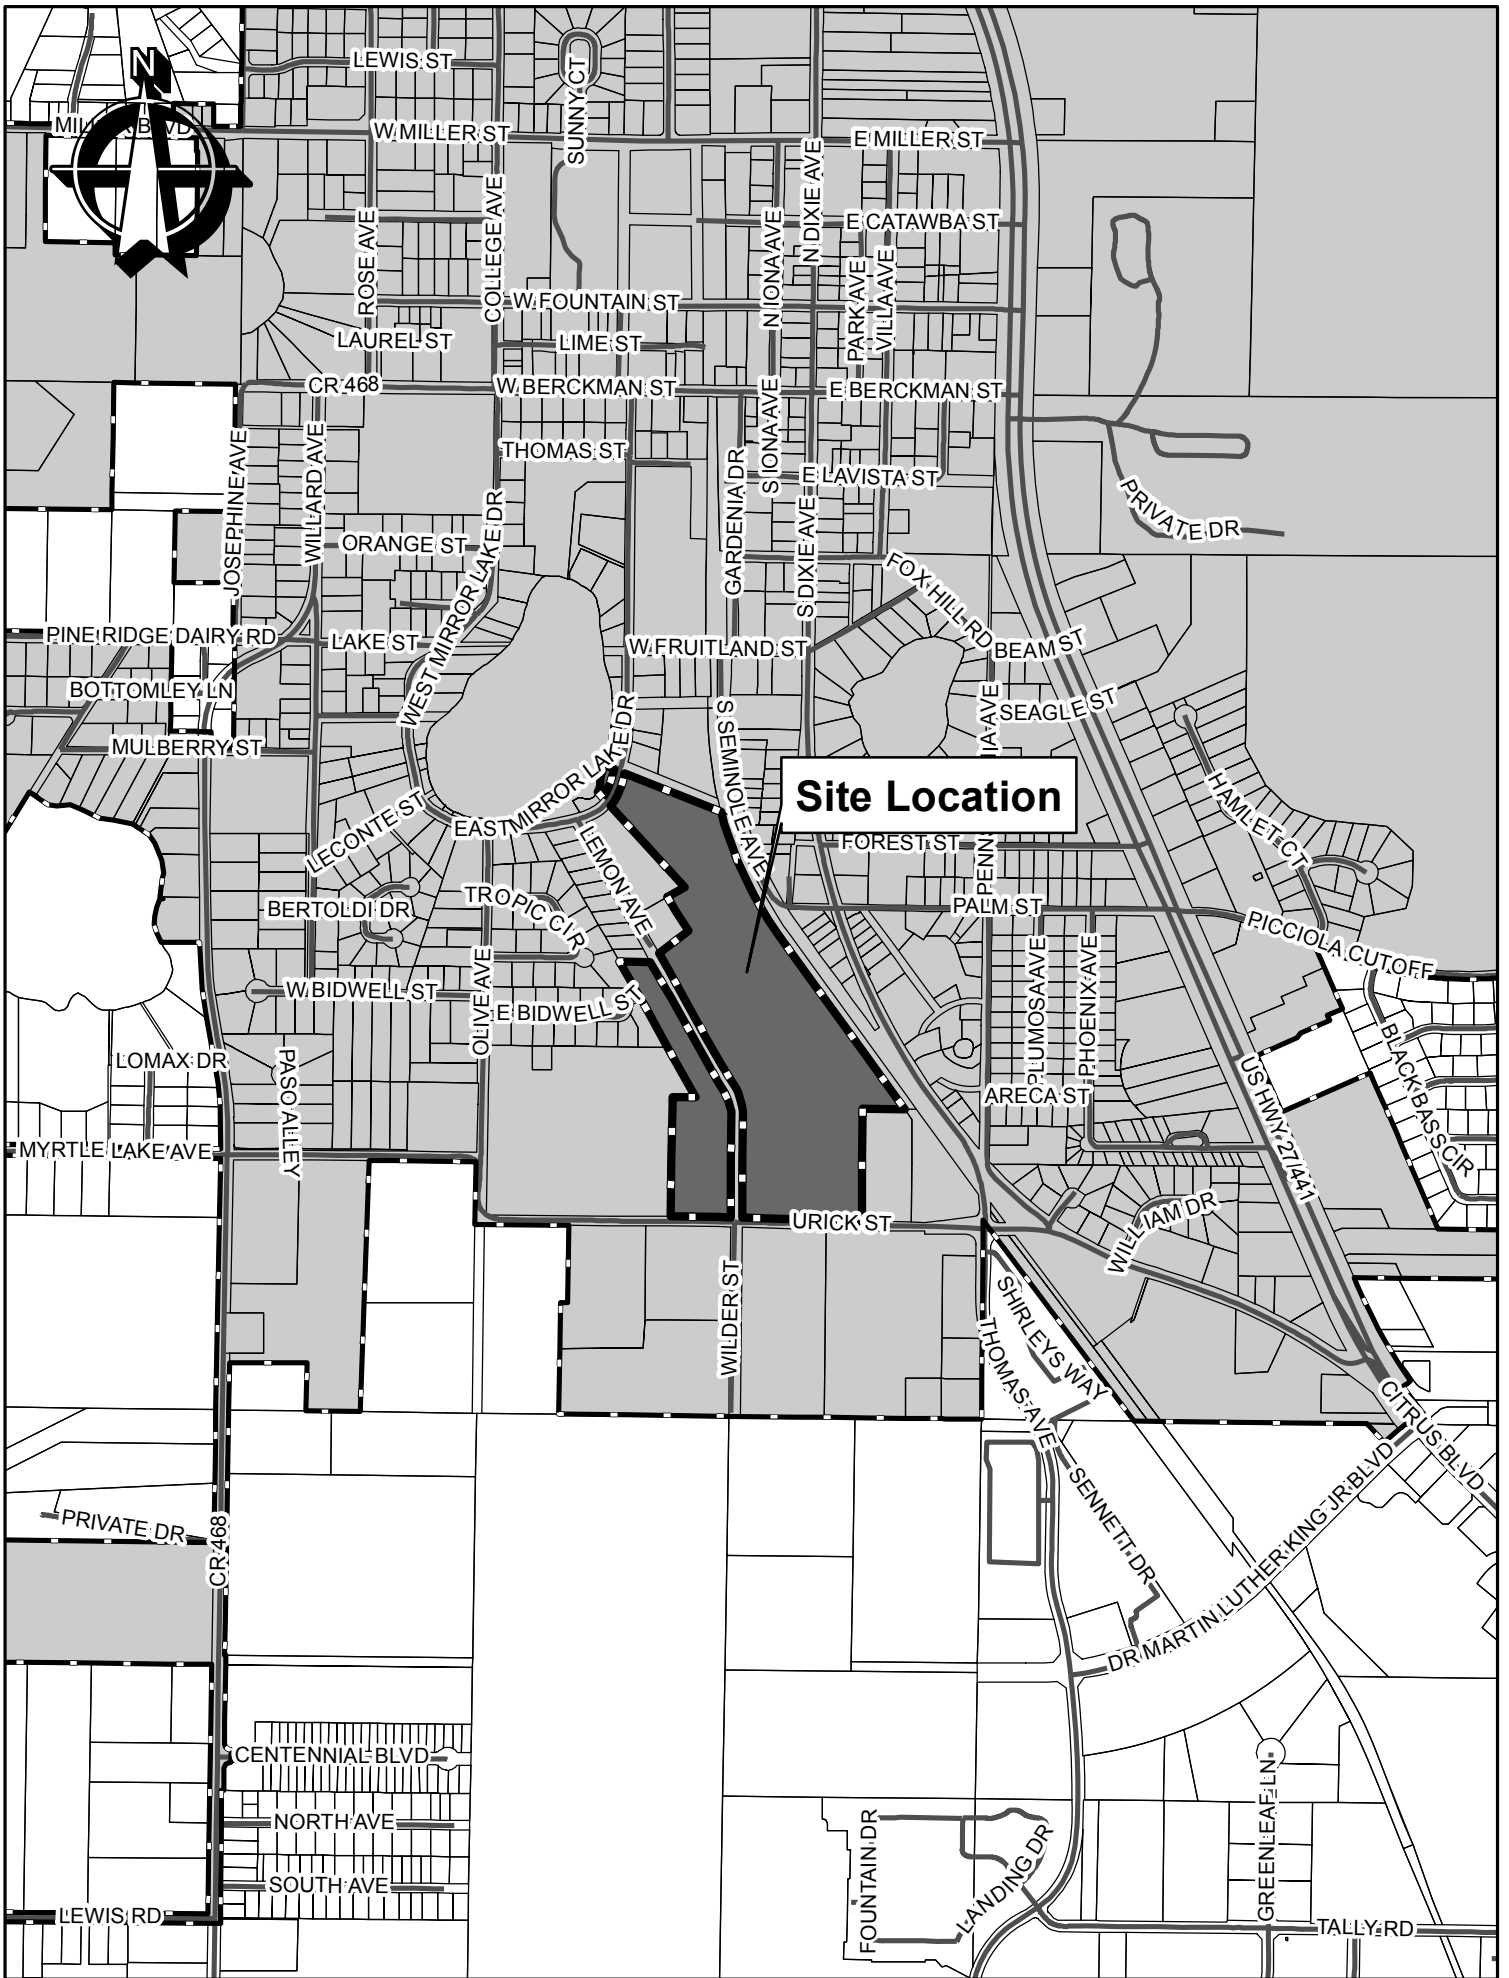 N
LEWIS ST
SUNNY CT
W MILLER ST
E MILLER ST
ROSE AVE
COLLEGE AVE
N IONA AVE
N DIXIE AVE
E CATAWBA ST
PARK AVE
VILLA AVE
W FOUNTAIN ST
LAUREL ST
LIME ST
CR 468
W BERCKMAN ST
E BERCKMAN ST
JOSEPHINE AVE
WILLARD AVE
THOMAS ST
GARDENIA DR
S IONA AVE
E LAVISTA ST
PRIVATE DR
ORANGE ST
WEST MIRROR LAKE DR
S DIXIE AVE
FOX HILL RD
PINE RIDGE DAIRY RD
LAKE ST
W FRUITLAND ST
BEAM ST
BOTTOMLEY LN
SEAGLE ST
MULBERRY ST
S SEMINOLE AVE
Site Location
HAMLET CT
LECONTE ST
EAST MIRROR LAKE DR
FOREST ST
LEMON AVE
BERTOLDI DR
TROPIC CIR
PALM ST
PICCIOLA CUTOFF
W BIDWELL ST
OLIVE AVE
E BIDWELL ST
PLUMOSA AVE
PHOENIX AVE
BLACK BASS CIR
LOMAX DR
PASO ALLEY
ARECA ST
US HWY 27/441
MYRTLE LAKE AVE
URICK ST
WILLIAM DR
WILDER ST
SHIRLEYS WAY
THOMAS AVE
CITRUS BLVD
SENNETT DR
DR MARTIN LUTHER KING JR BLVD
PRIVATE DR
CR 468
CENTENNIAL BLVD
NORTH AVE
SOUTH AVE
FOUNTAIN DR
LANDING DR
GREENLEAF LN
LEWIS RD
TALLY RD